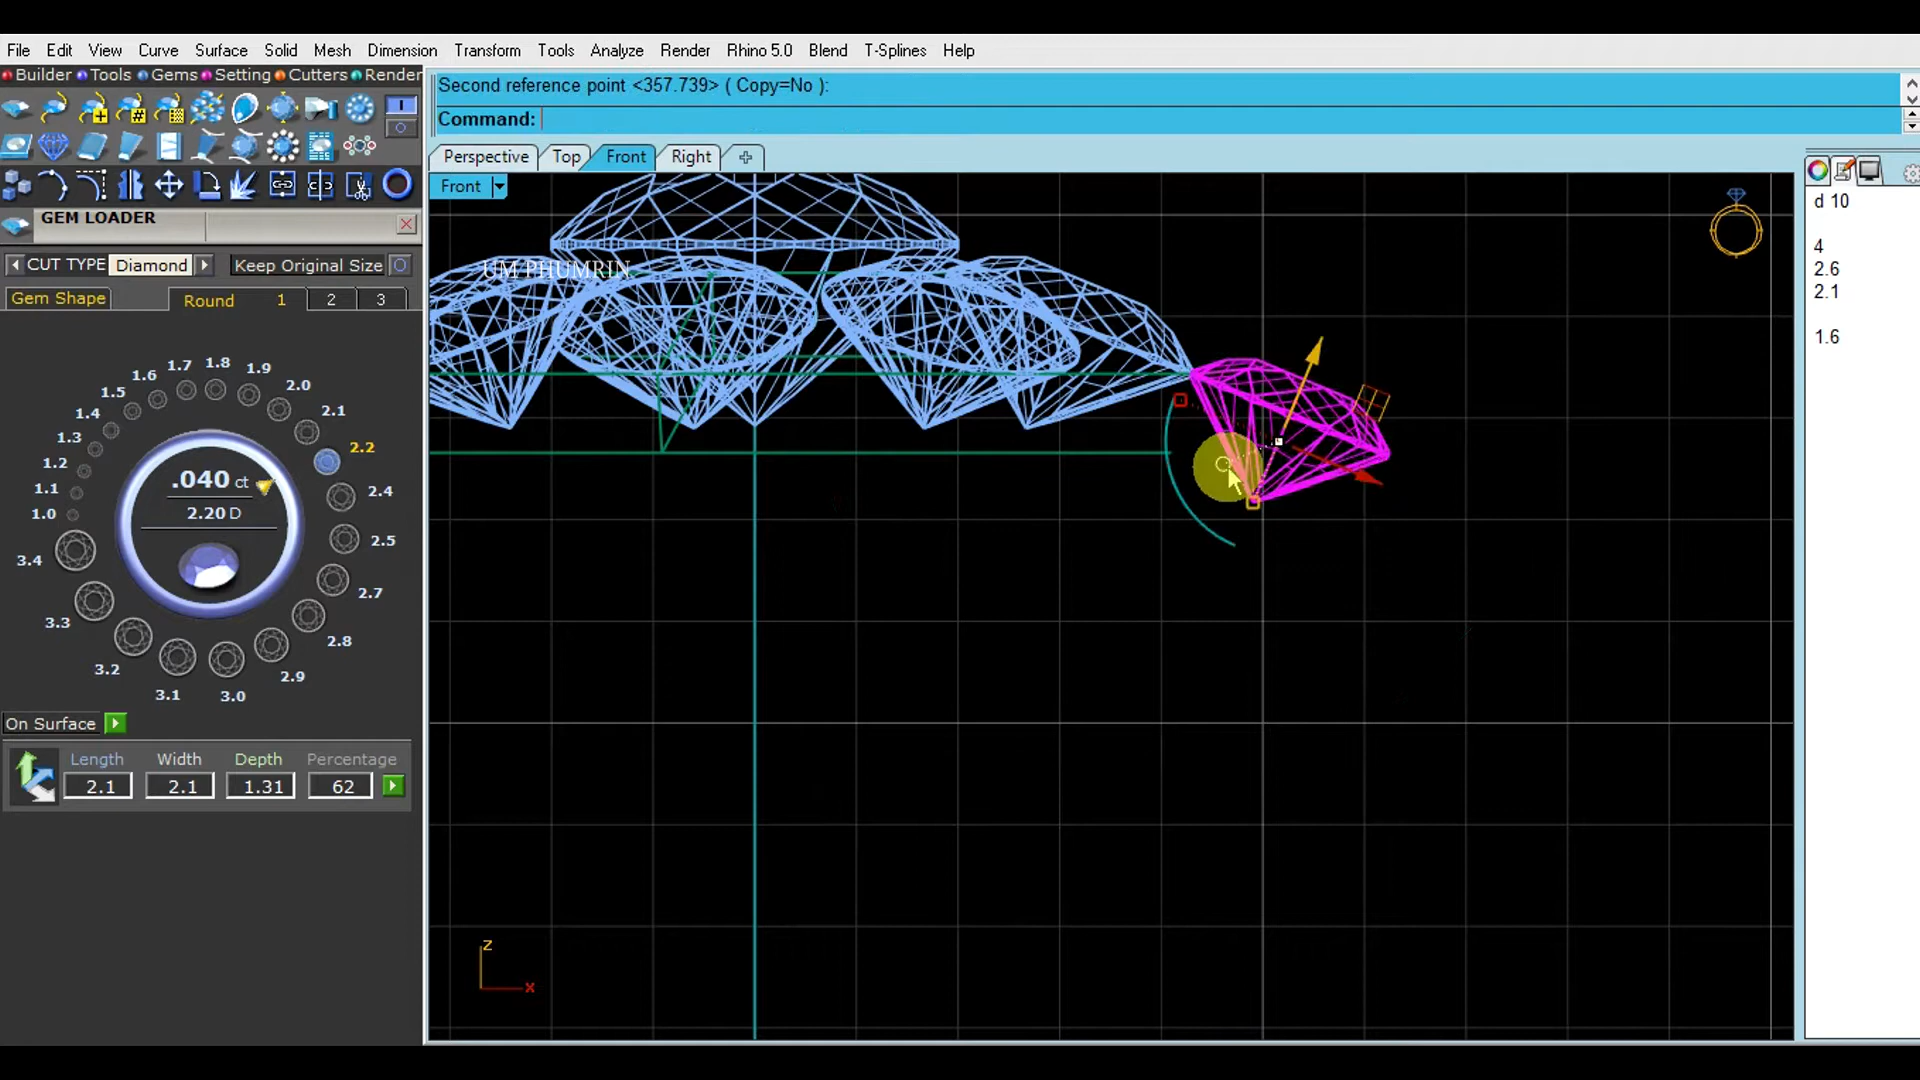 File Edit View Curve Surface Solid Mesh Dimension Transform Tools Analyze Render Rhino 5.0 Blend T-Splines Help
Builder Tools Gems Setting Cutters Render
Second reference point <357.739> ( Copy=No ):
Command:
Perspective Top Front Right
Front
GEM LOADER
CUT TYPE Diamond Keep Original Size
Gem Shape Round 1 2 3
UM PHUMRIN
1.0
1.1
1.2
1.3
1.4
1.5
1.6
1.7
1.8
1.9
2.0
2.1
2.2
2.4
2.5
2.7
2.8
2.9
3.0
3.1
3.2
3.3
3.4
.040 ct
2.20 D
On Surface
Length Width Depth Percentage
2.1 2.1 1.31 62
z
x
d 10
4
2.6
2.1
1.6